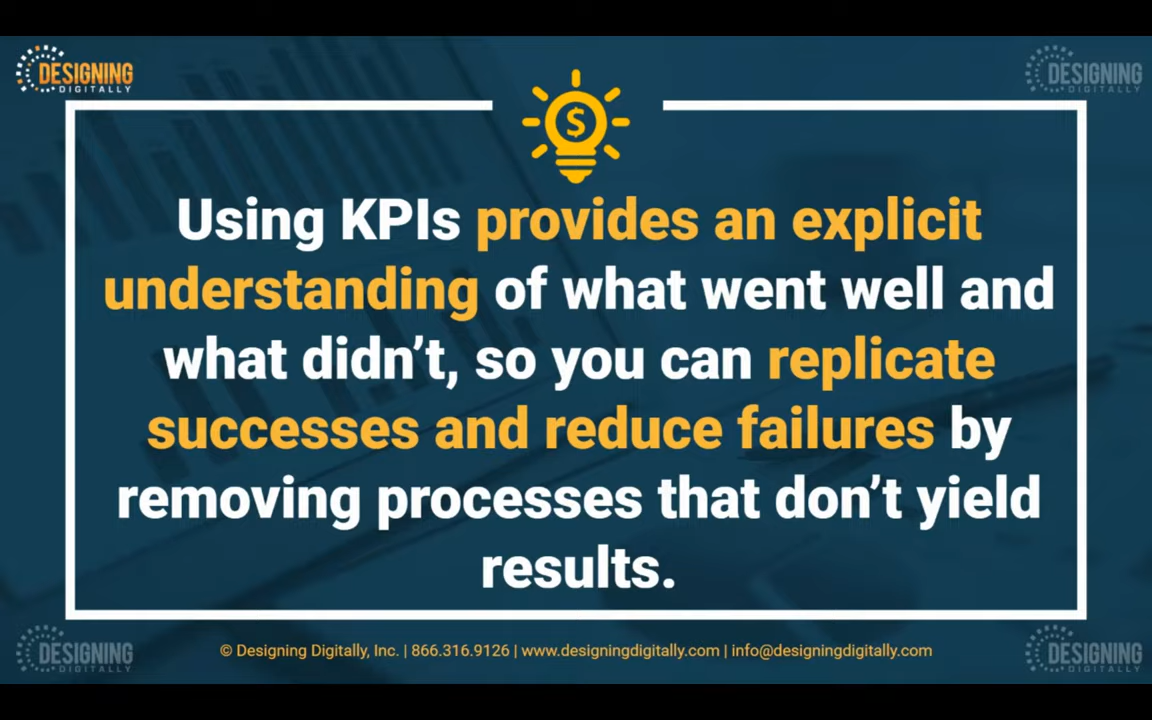 DESIGNING
DIGITALLY
DESIGNING
DIGITALLY
$
Using KPIs provides an explicit
understanding of what went well and
what didn’t, so you can replicate
successes and reduce failures by
removing processes that don’t yield
results.
DESIGNING
DIGITALLY
© Designing Digitally, Inc. | 866.316.9126 | www.designingdigitally.com | info@designingdigitally.com
DESIGNING
DIGITALLY